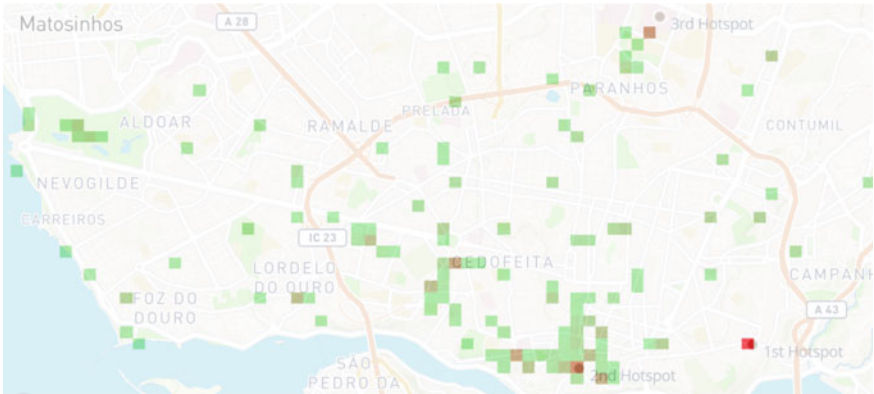 Matosinhos
A 28
3rd Hotspot
PARANHOS
PRELADA
ALDOAR
RAMALDE
CONTUMIL
NEVOGILDE
CARREIROS
IC 23
CEDOFEITA
LORDELO
DO OURO
CAMPANH
FOZ DO
DOURO
A 43
1st Hotspot
SÃO
PEDRO DA
2nd Hotspot